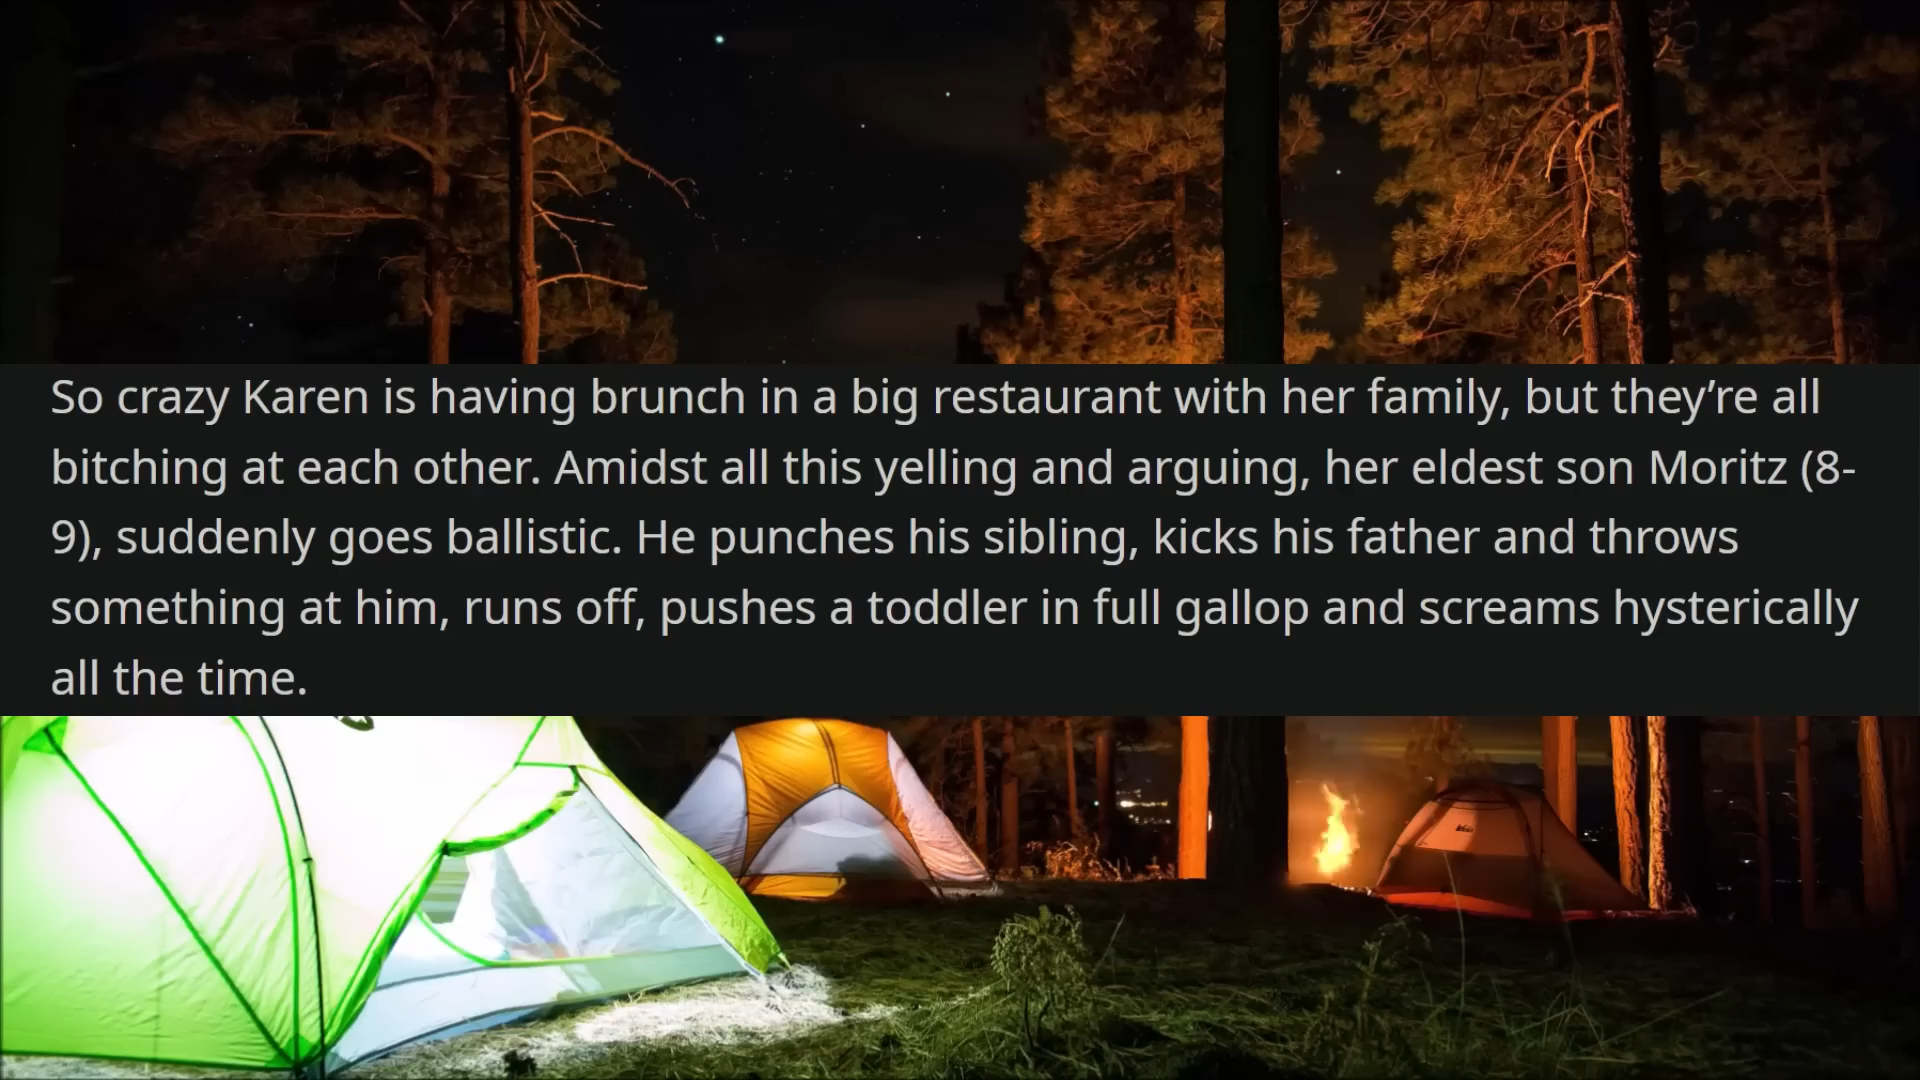 So crazy Karen is having brunch in a big restaurant with her family, but they’re all
bitching at each other. Amidst all this yelling and arguing, her eldest son Moritz (8-
9), suddenly goes ballistic. He punches his sibling, kicks his father and throws
something at him, runs off, pushes a toddler in full gallop and screams hysterically
all the time.